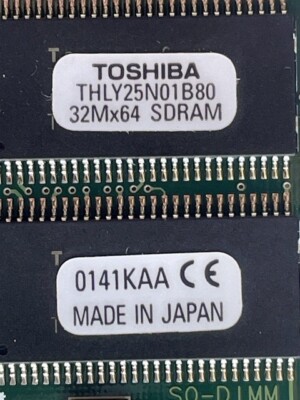 TOSHIBA
THLY25N01B80
32Mx64 SDRAM
0141KAA CE
MADE IN JAPAN
SO-DIMM